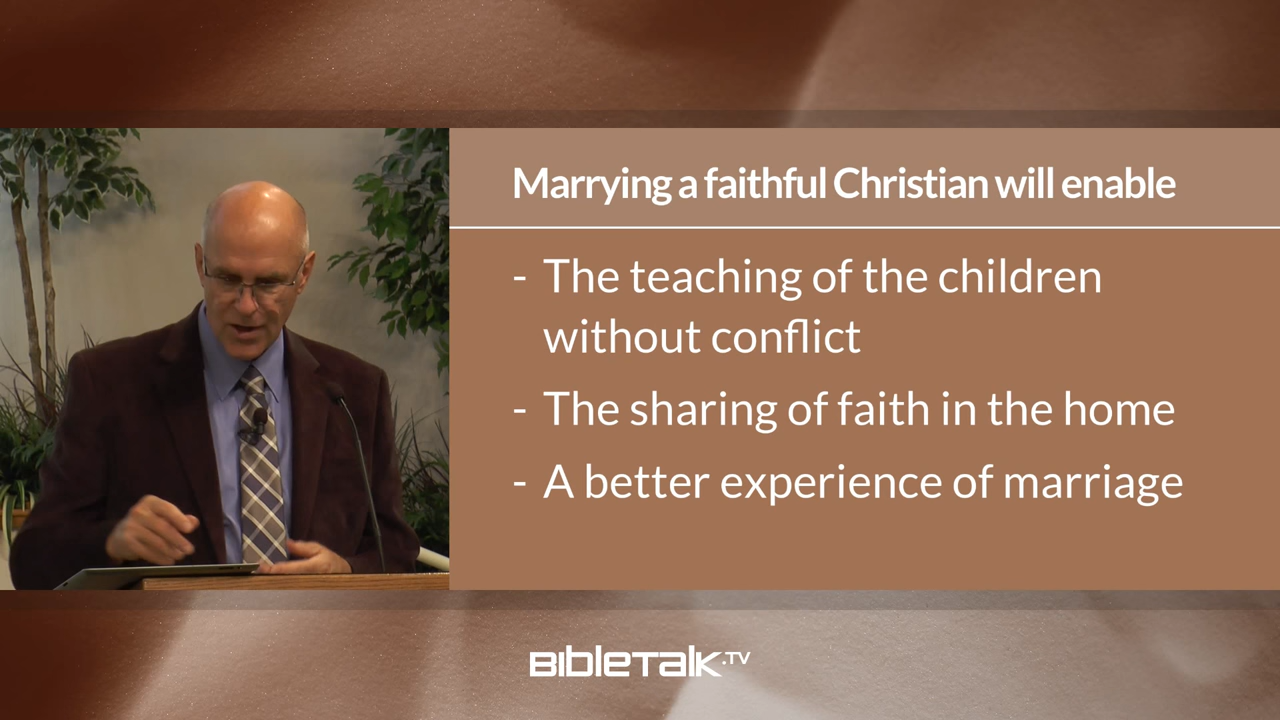 Marrying a faithful Christian will enable
- The teaching of the children
without conflict
- The sharing of faith in the home
- A better experience of marriage
BIBLETALK.TV